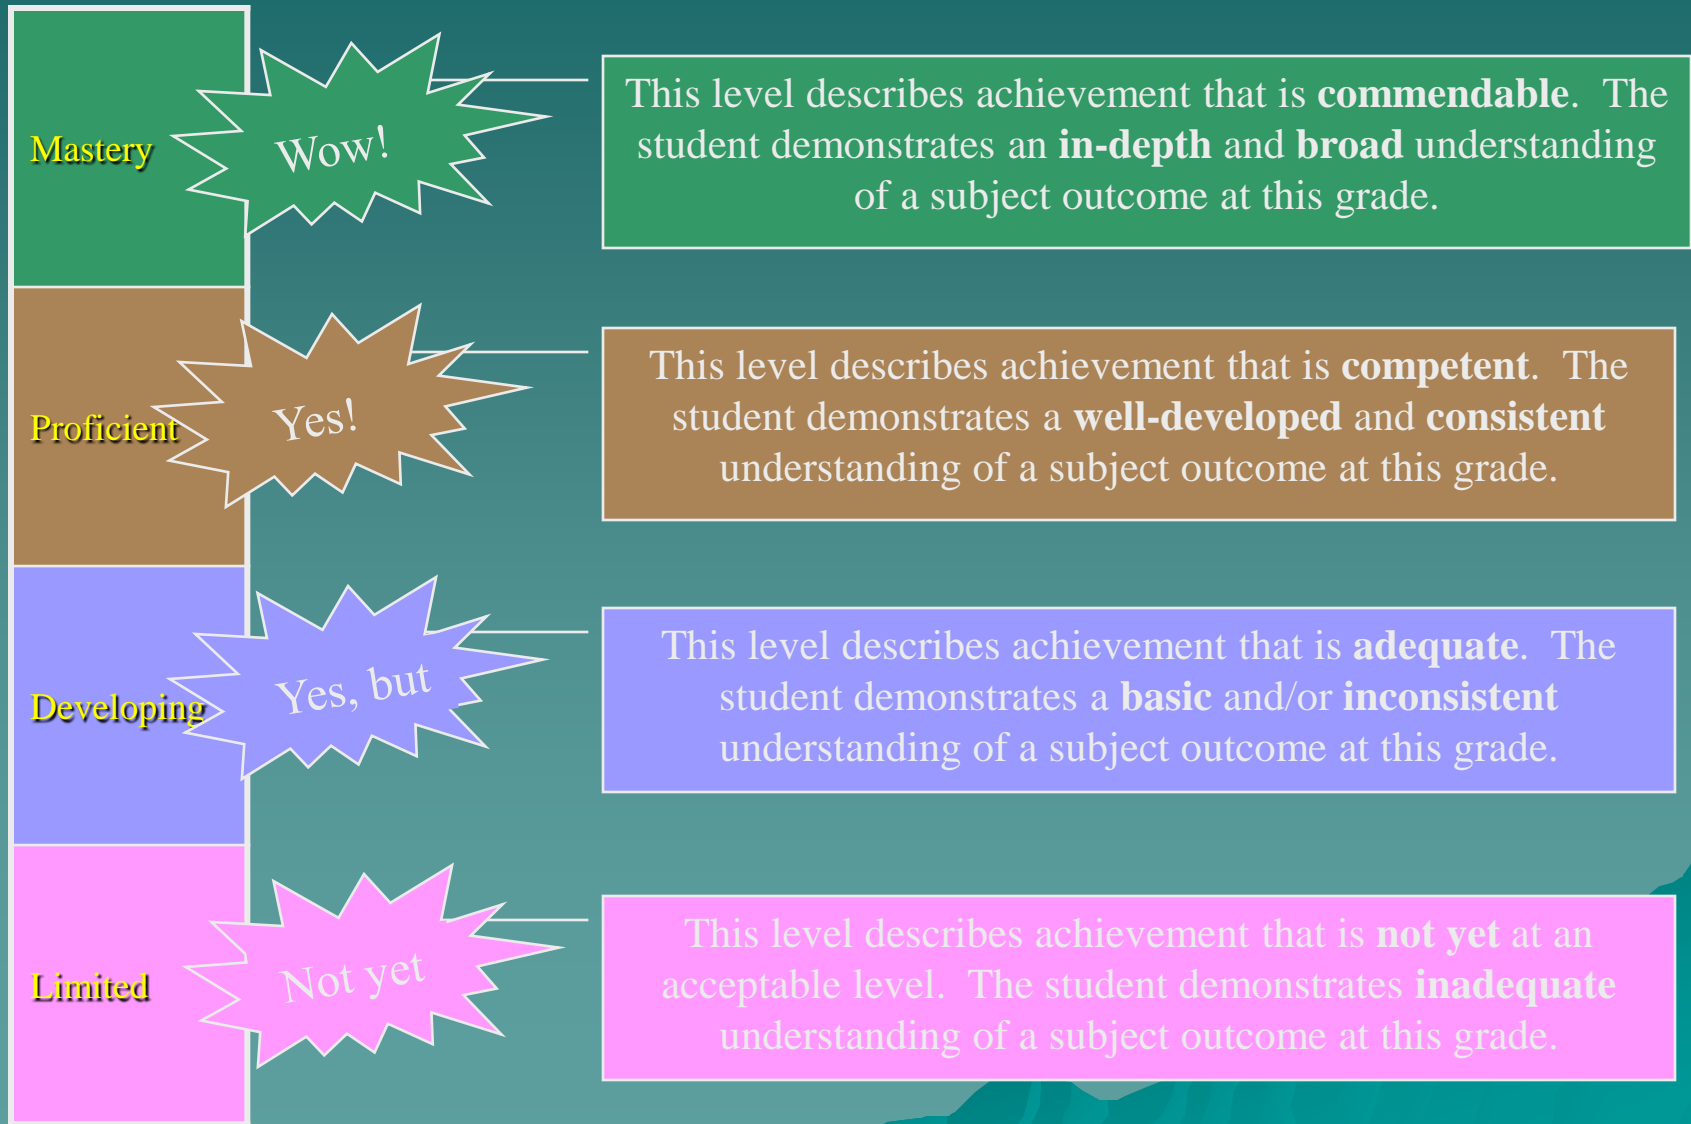 Mastery
Wow!
This level describes achievement that is commendable.  The
student demonstrates an in-depth and broad understanding
of a subject outcome at this grade.
Proficient
Yes!
This level describes achievement that is competent.  The
student demonstrates a well-developed and consistent
understanding of a subject outcome at this grade.
Developing
Yes, but
This level describes achievement that is adequate.  The
student demonstrates a basic and/or inconsistent
understanding of a subject outcome at this grade.
Limited
Not yet
This level describes achievement that is not yet at an
acceptable level.  The student demonstrates inadequate
understanding of a subject outcome at this grade.